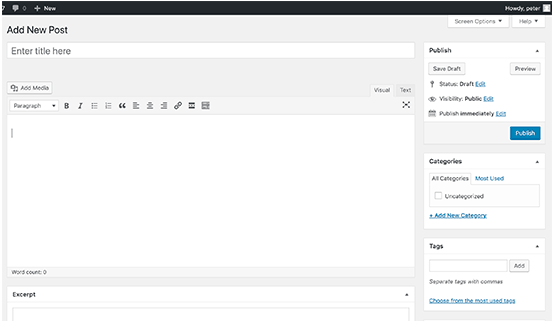 7 0 + New Howdy, peter
Screen Options Help
Add New Post
Enter title here
Add Media Visual Text
Paragraph B I
Word count: 0
Excerpt
Publish
Save Draft Preview
Status: Draft Edit
Visibility: Public Edit
Publish immediately Edit
Publish
Categories
All Categories Most Used
Uncategorized
+ Add New Category
Tags
Add
Separate tags with commas
Choose from the most used tags